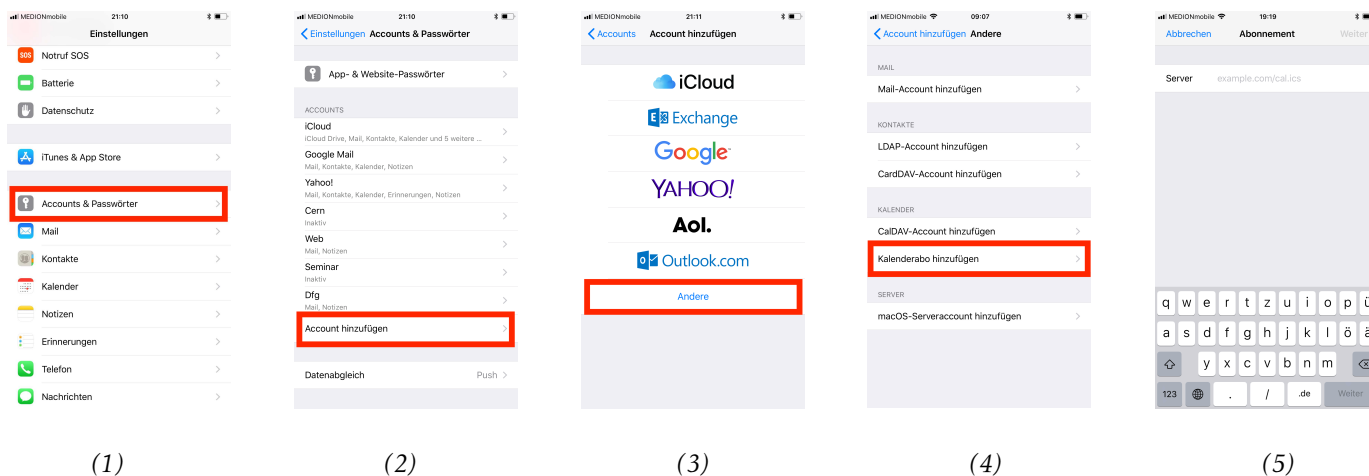 MEDIONmobile 21:10
Einstellungen
SOS Notruf SOS
Batterie
Datenschutz
iTunes & App Store
Accounts & Passwörter
Mail
Kontakte
Kalender
Notizen
Erinnerungen
Telefon
Nachrichten
(1)
MEDIONmobile 21:10
Einstellungen Accounts & Passwörter
App- & Website-Passwörter
ACCOUNTS
iCloud
iCloud Drive, Mail, Kontakte, Kalender und 5 weitere ...
Google Mail
Mail, Kontakte, Kalender, Notizen
Yahoo!
Mail, Kontakte, Kalender, Erinnerungen, Notizen
Cern
Inaktiv
Web
Mail, Notizen
Seminar
Inaktiv
Dfg
Mail, Notizen
Account hinzufügen
Datenabgleich Push
(2)
MEDIONmobile 21:11
Accounts Account hinzufügen
iCloud
Exchange
Google
YAHOO!
Aol.
Outlook.com
Andere
(3)
MEDIONmobile 09:07
Account hinzufügen Andere
MAIL
Mail-Account hinzufügen
KONTAKTE
LDAP-Account hinzufügen
CardDAV-Account hinzufügen
KALENDER
CalDAV-Account hinzufügen
Kalenderabo hinzufügen
SERVER
macOS-Serveraccount hinzufügen
(4)
MEDIONmobile 19:19
Abbrechen Abonnement Weiter
Server example.com/cal.ics
q w e r t z u i o p ü
a s d f g h j k l ö ä
y x c v b n m
123 . / .de Weiter
(5)